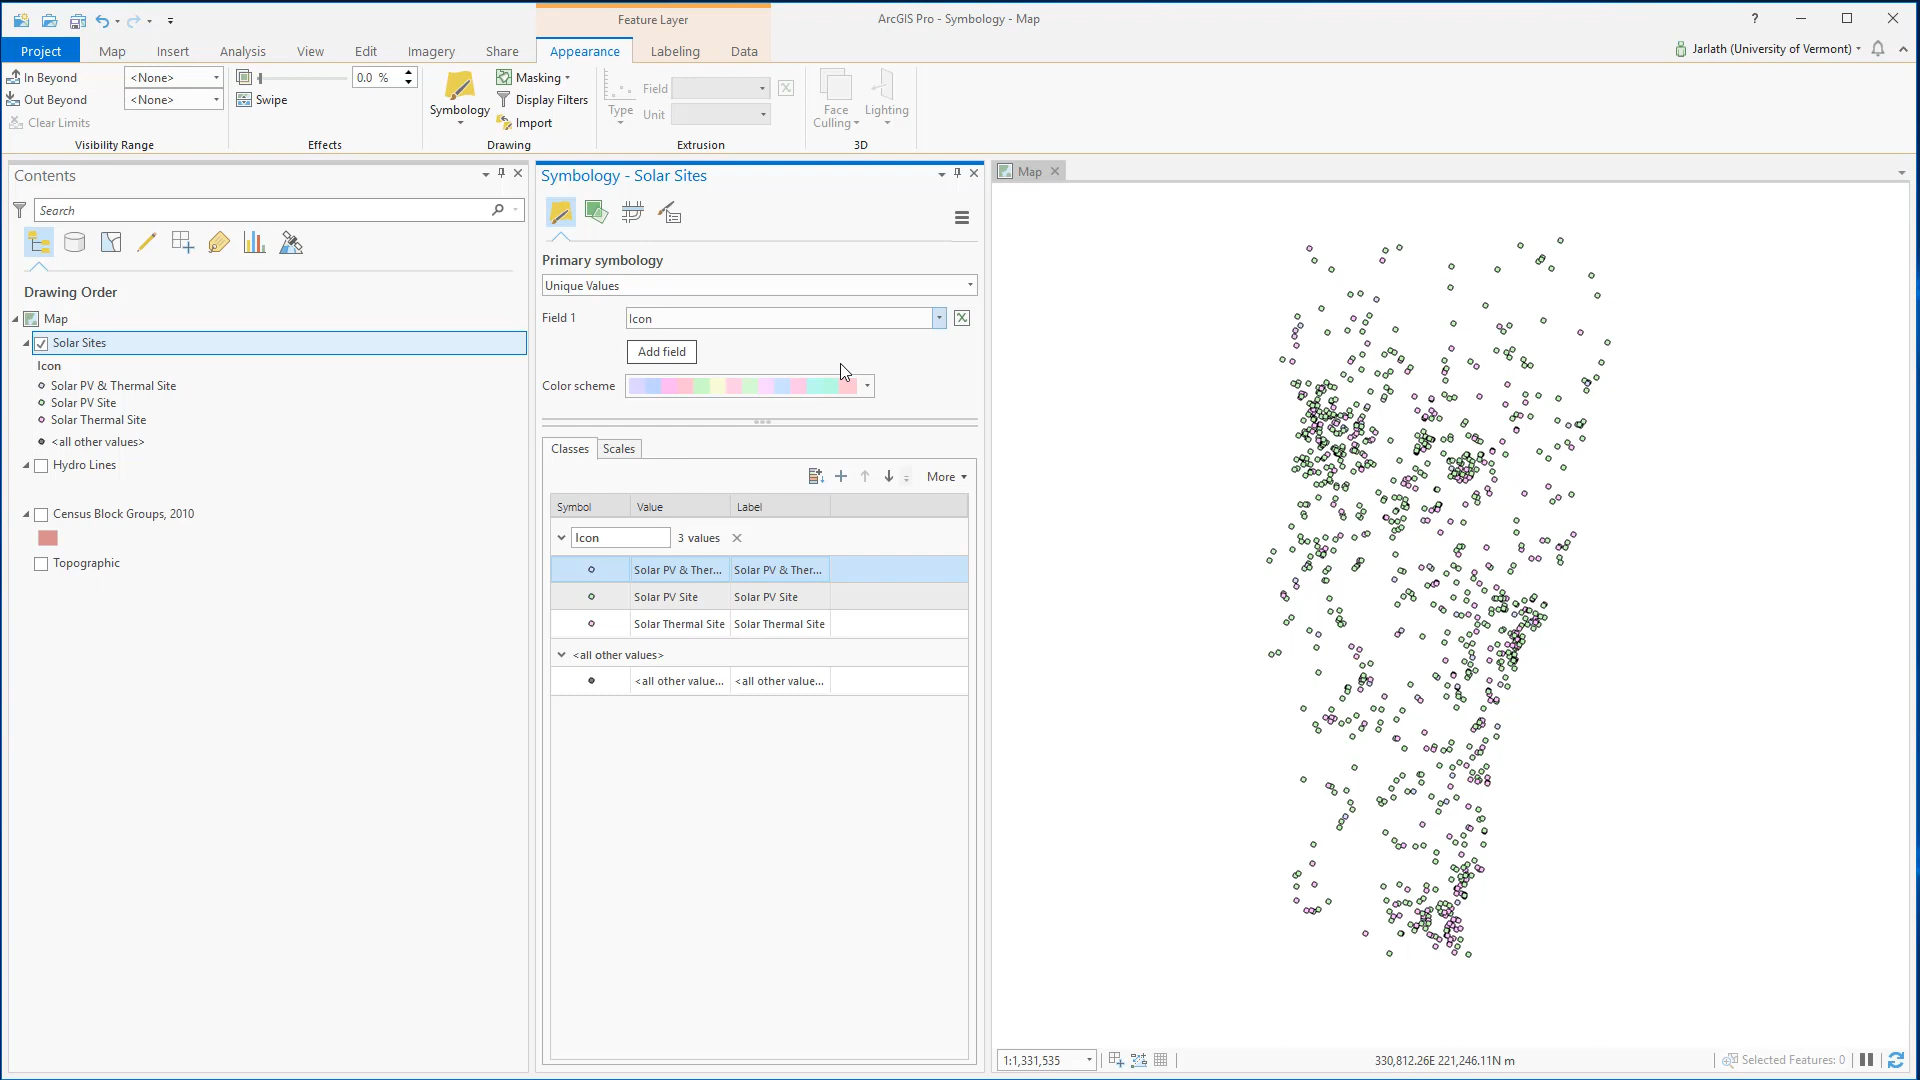 Feature Layer
ArcGIS Pro - Symbology - Map
?
Project Map Insert Analysis View Edit Imagery Share Appearance Labeling Data
Jarlath (University of Vermont)
In Beyond <None>
Out Beyond <None>
Clear Limits
Visibility Range
0.0 %
Swipe
Effects
Symbology
Masking
Display Filters
Import
Drawing
Type
Field
Unit
Extrusion
Face Culling
Lighting
3D
Contents
Search
Drawing Order
Map
Solar Sites
Icon
Solar PV & Thermal Site
Solar PV Site
Solar Thermal Site
<all other values>
Hydro Lines
Census Block Groups, 2010
Topographic
Symbology - Solar Sites
Primary symbology
Unique Values
Field 1 Icon
Add field
Color scheme
Classes Scales
More
Symbol Value Label
Icon 3 values
Solar PV & Ther... Solar PV & Ther...
Solar PV Site Solar PV Site
Solar Thermal Site Solar Thermal Site
<all other values>
<all other value... <all other value...
Map
1:1,331,535
330,812.26E 221,246.11N m
Selected Features: 0